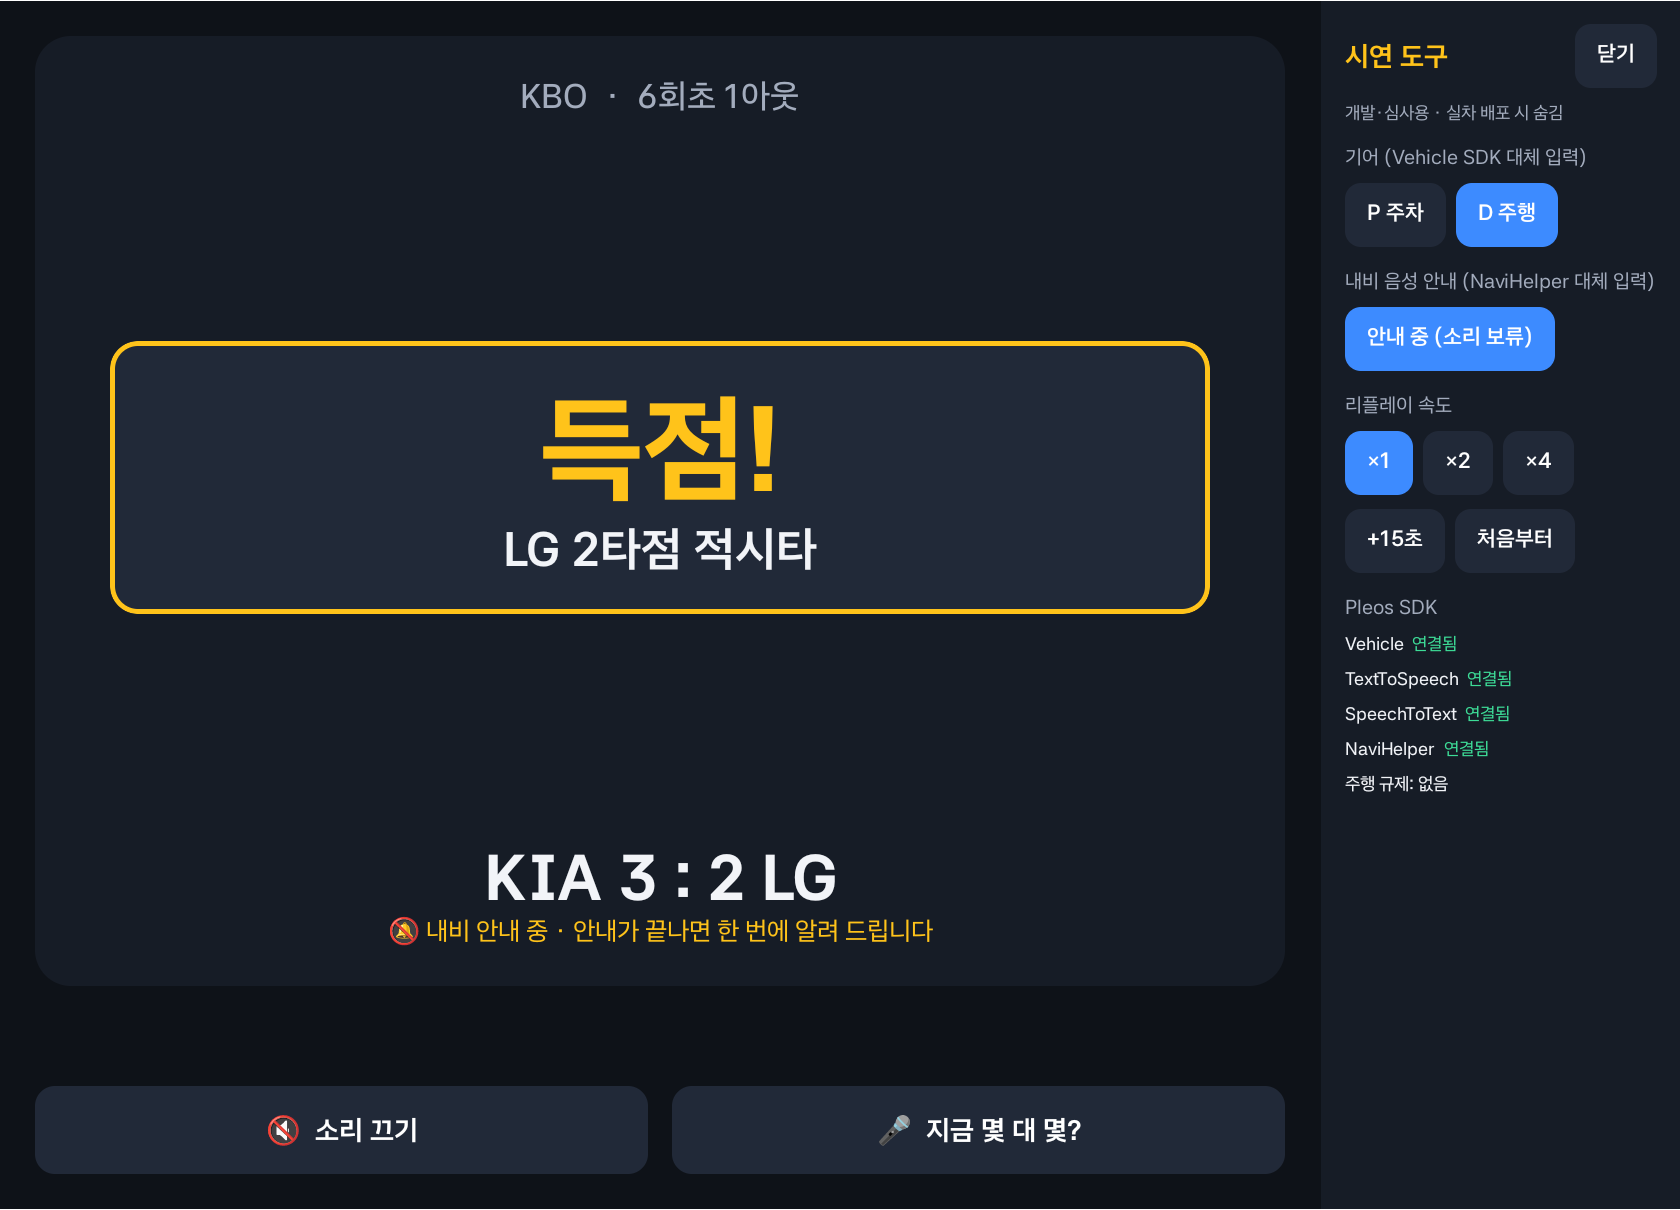 KBO · 6회초 1아웃
득점!
LG 2타점 적시타
KIA 3 : 2 LG
내비 안내 중 · 안내가 끝나면 한 번에 알려 드립니다
소리 끄기
지금 몇 대 몇?
시연 도구
닫기
개발·심사용 · 실차 배포 시 숨김
기어 (Vehicle SDK 대체 입력)
P 주차
D 주행
내비 음성 안내 (NaviHelper 대체 입력)
안내 중 (소리 보류)
리플레이 속도
×1
×2
×4
+15초
처음부터
Pleos SDK
Vehicle 연결됨
TextToSpeech 연결됨
SpeechToText 연결됨
NaviHelper 연결됨
주행 규제: 없음